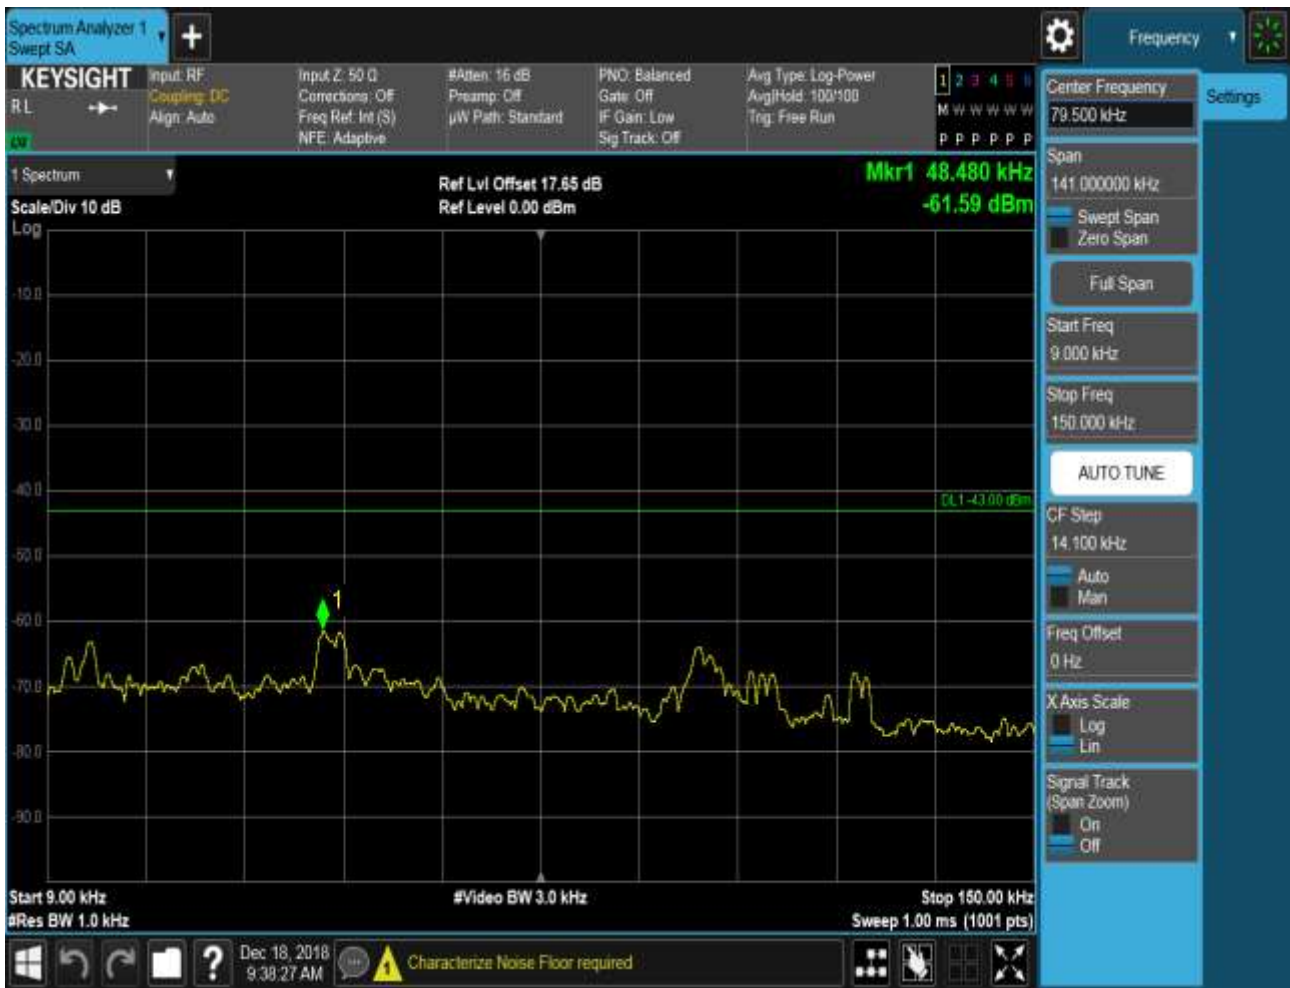 Spectrum Analyzer 1
Swept SA
+
Frequency
KEYSIGHT
R L
Input: RF
Coupling: DC
Align: Auto
Input Z: 50 Ω
Corrections: Off
Freq Ref: Int (S)
NFE: Adaptive
#Atten: 16 dB
Preamp: Off
µW Path: Standard
PNO: Balanced
Gate: Off
IF Gain: Low
Sig Track: Off
Avg Type: Log-Power
Avg|Hold: 100/100
Trig: Free Run
1 2 3 4 5 6
M W W W W W
P P P P P P
1 Spectrum
Scale/Div 10 dB
Log
Ref Lvl Offset 17.65 dB
Ref Level 0.00 dBm
Mkr1 48.480 kHz
-61.59 dBm
-10.0
-20.0
-30.0
-40.0
DL1 -43.00 dBm
-50.0
1
-60.0
-70.0
-80.0
-90.0
Start 9.00 kHz
#Video BW 3.0 kHz
Stop 150.00 kHz
#Res BW 1.0 kHz
Sweep 1.00 ms (1001 pts)
Center Frequency
79.500 kHz
Settings
Span
141.000000 kHz
Swept Span
Zero Span
Full Span
Start Freq
9.000 kHz
Stop Freq
150.000 kHz
AUTO TUNE
CF Step
14.100 kHz
Auto
Man
Freq Offset
0 Hz
X Axis Scale
Log
Lin
Signal Track
(Span Zoom)
On
Off
?
Dec 18, 2018
9:38:27 AM
1
Characterize Noise Floor required